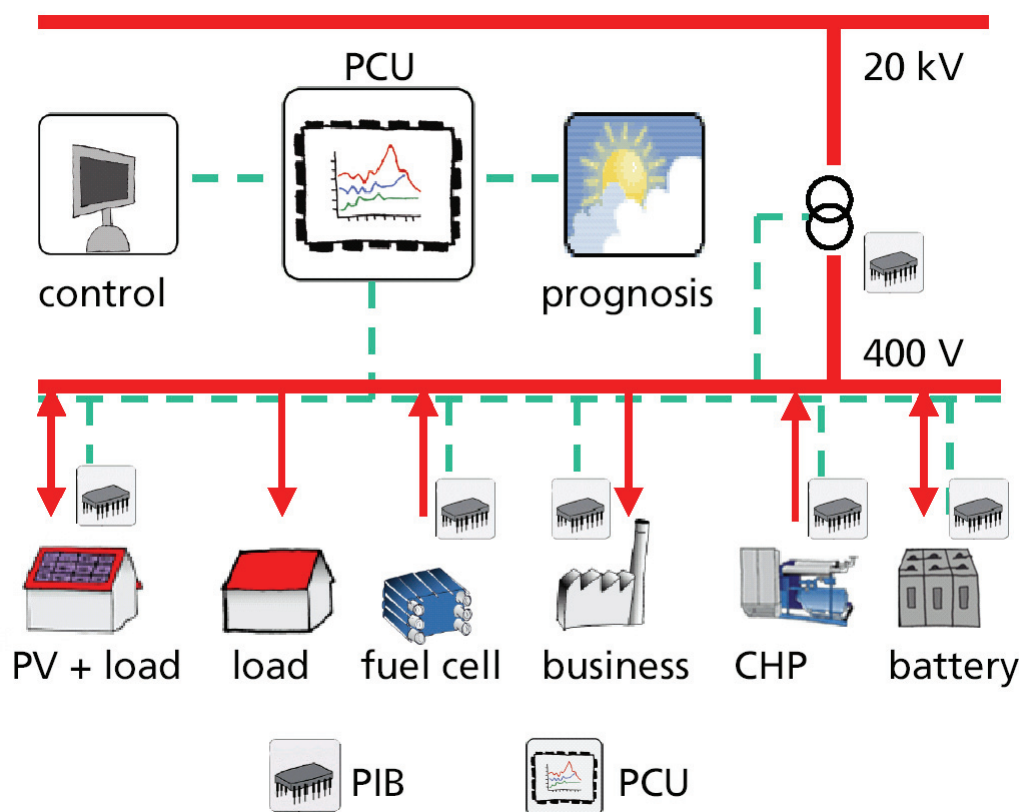 PCU
20 kV
control
prognosis
400 V
PV + load
load
fuel cell
business
CHP
battery
PIB
PCU